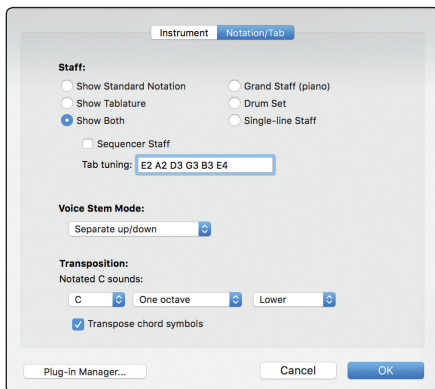 Instrument Notation/Tab
Staff:
Show Standard Notation Grand Staff (piano)
Show Tablature Drum Set
Show Both Single-line Staff
Sequencer Staff
Tab tuning: E2 A2 D3 G3 B3 E4
Voice Stem Mode:
Separate up/down
Transposition:
Notated C sounds:
C One octave Lower
Transpose chord symbols
Plug-in Manager... Cancel OK